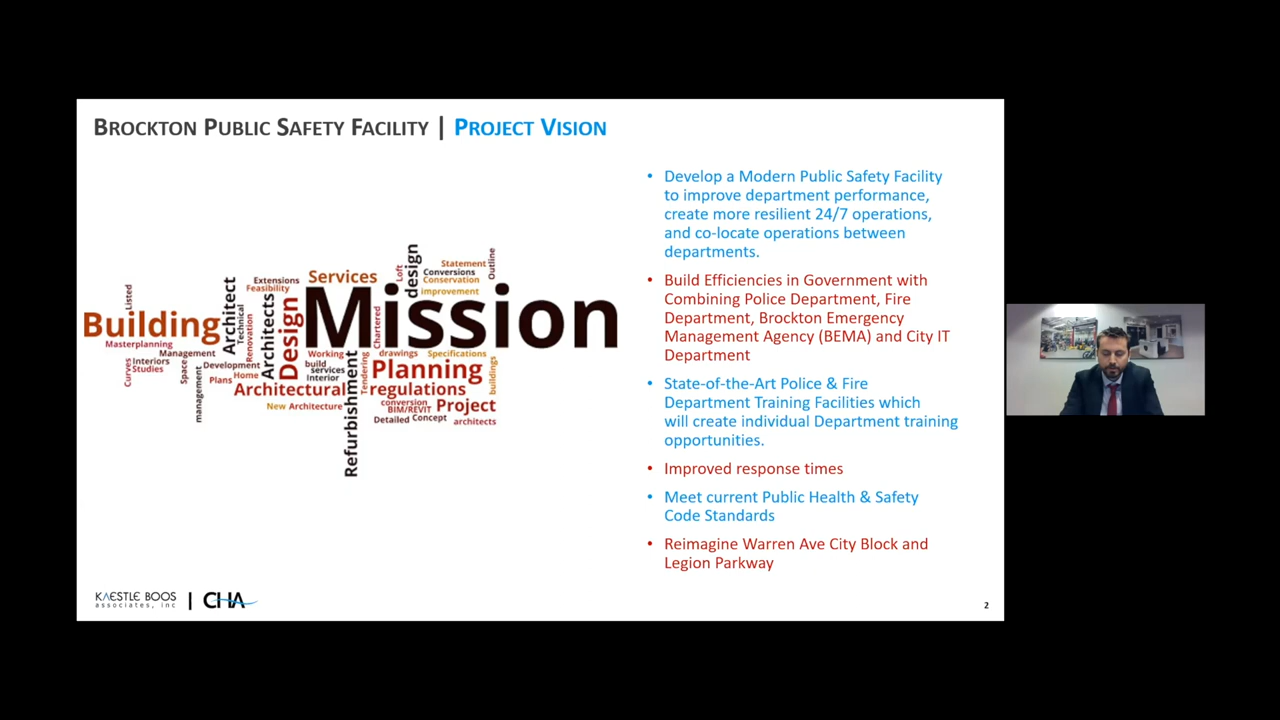 BROCKTON PUBLIC SAFETY FACILITY | PROJECT VISION
Listed
Building
Masterplanning
Curves
Interiors
Studies
Management
Space
management
Architect
Technical
Renovation
Development
Plans
Home
Extensions
Feasibility
Architects
Design
Services
Mission
Loft
design
Statement
Conversions
Conservation
improvement
Outline
Chartered
Working
build
services
Interior
Architectural
New Architecture
Refurbishment
Tendering
drawings
Specifications
Planning
regulations
buildings
conversion
BIM/REVIT
Project
Detailed
Concept
architects
• Develop a Modern Public Safety Facility
to improve department performance,
create more resilient 24/7 operations,
and co-locate operations between
departments.
• Build Efficiencies in Government with
Combining Police Department, Fire
Department, Brockton Emergency
Management Agency (BEMA) and City IT
Department
• State-of-the-Art Police & Fire
Department Training Facilities which
will create individual Department training
opportunities.
• Improved response times
• Meet current Public Health & Safety
Code Standards
• Reimagine Warren Ave City Block and
Legion Parkway
KAESTLE BOOS
associates, inc
| CHA
2